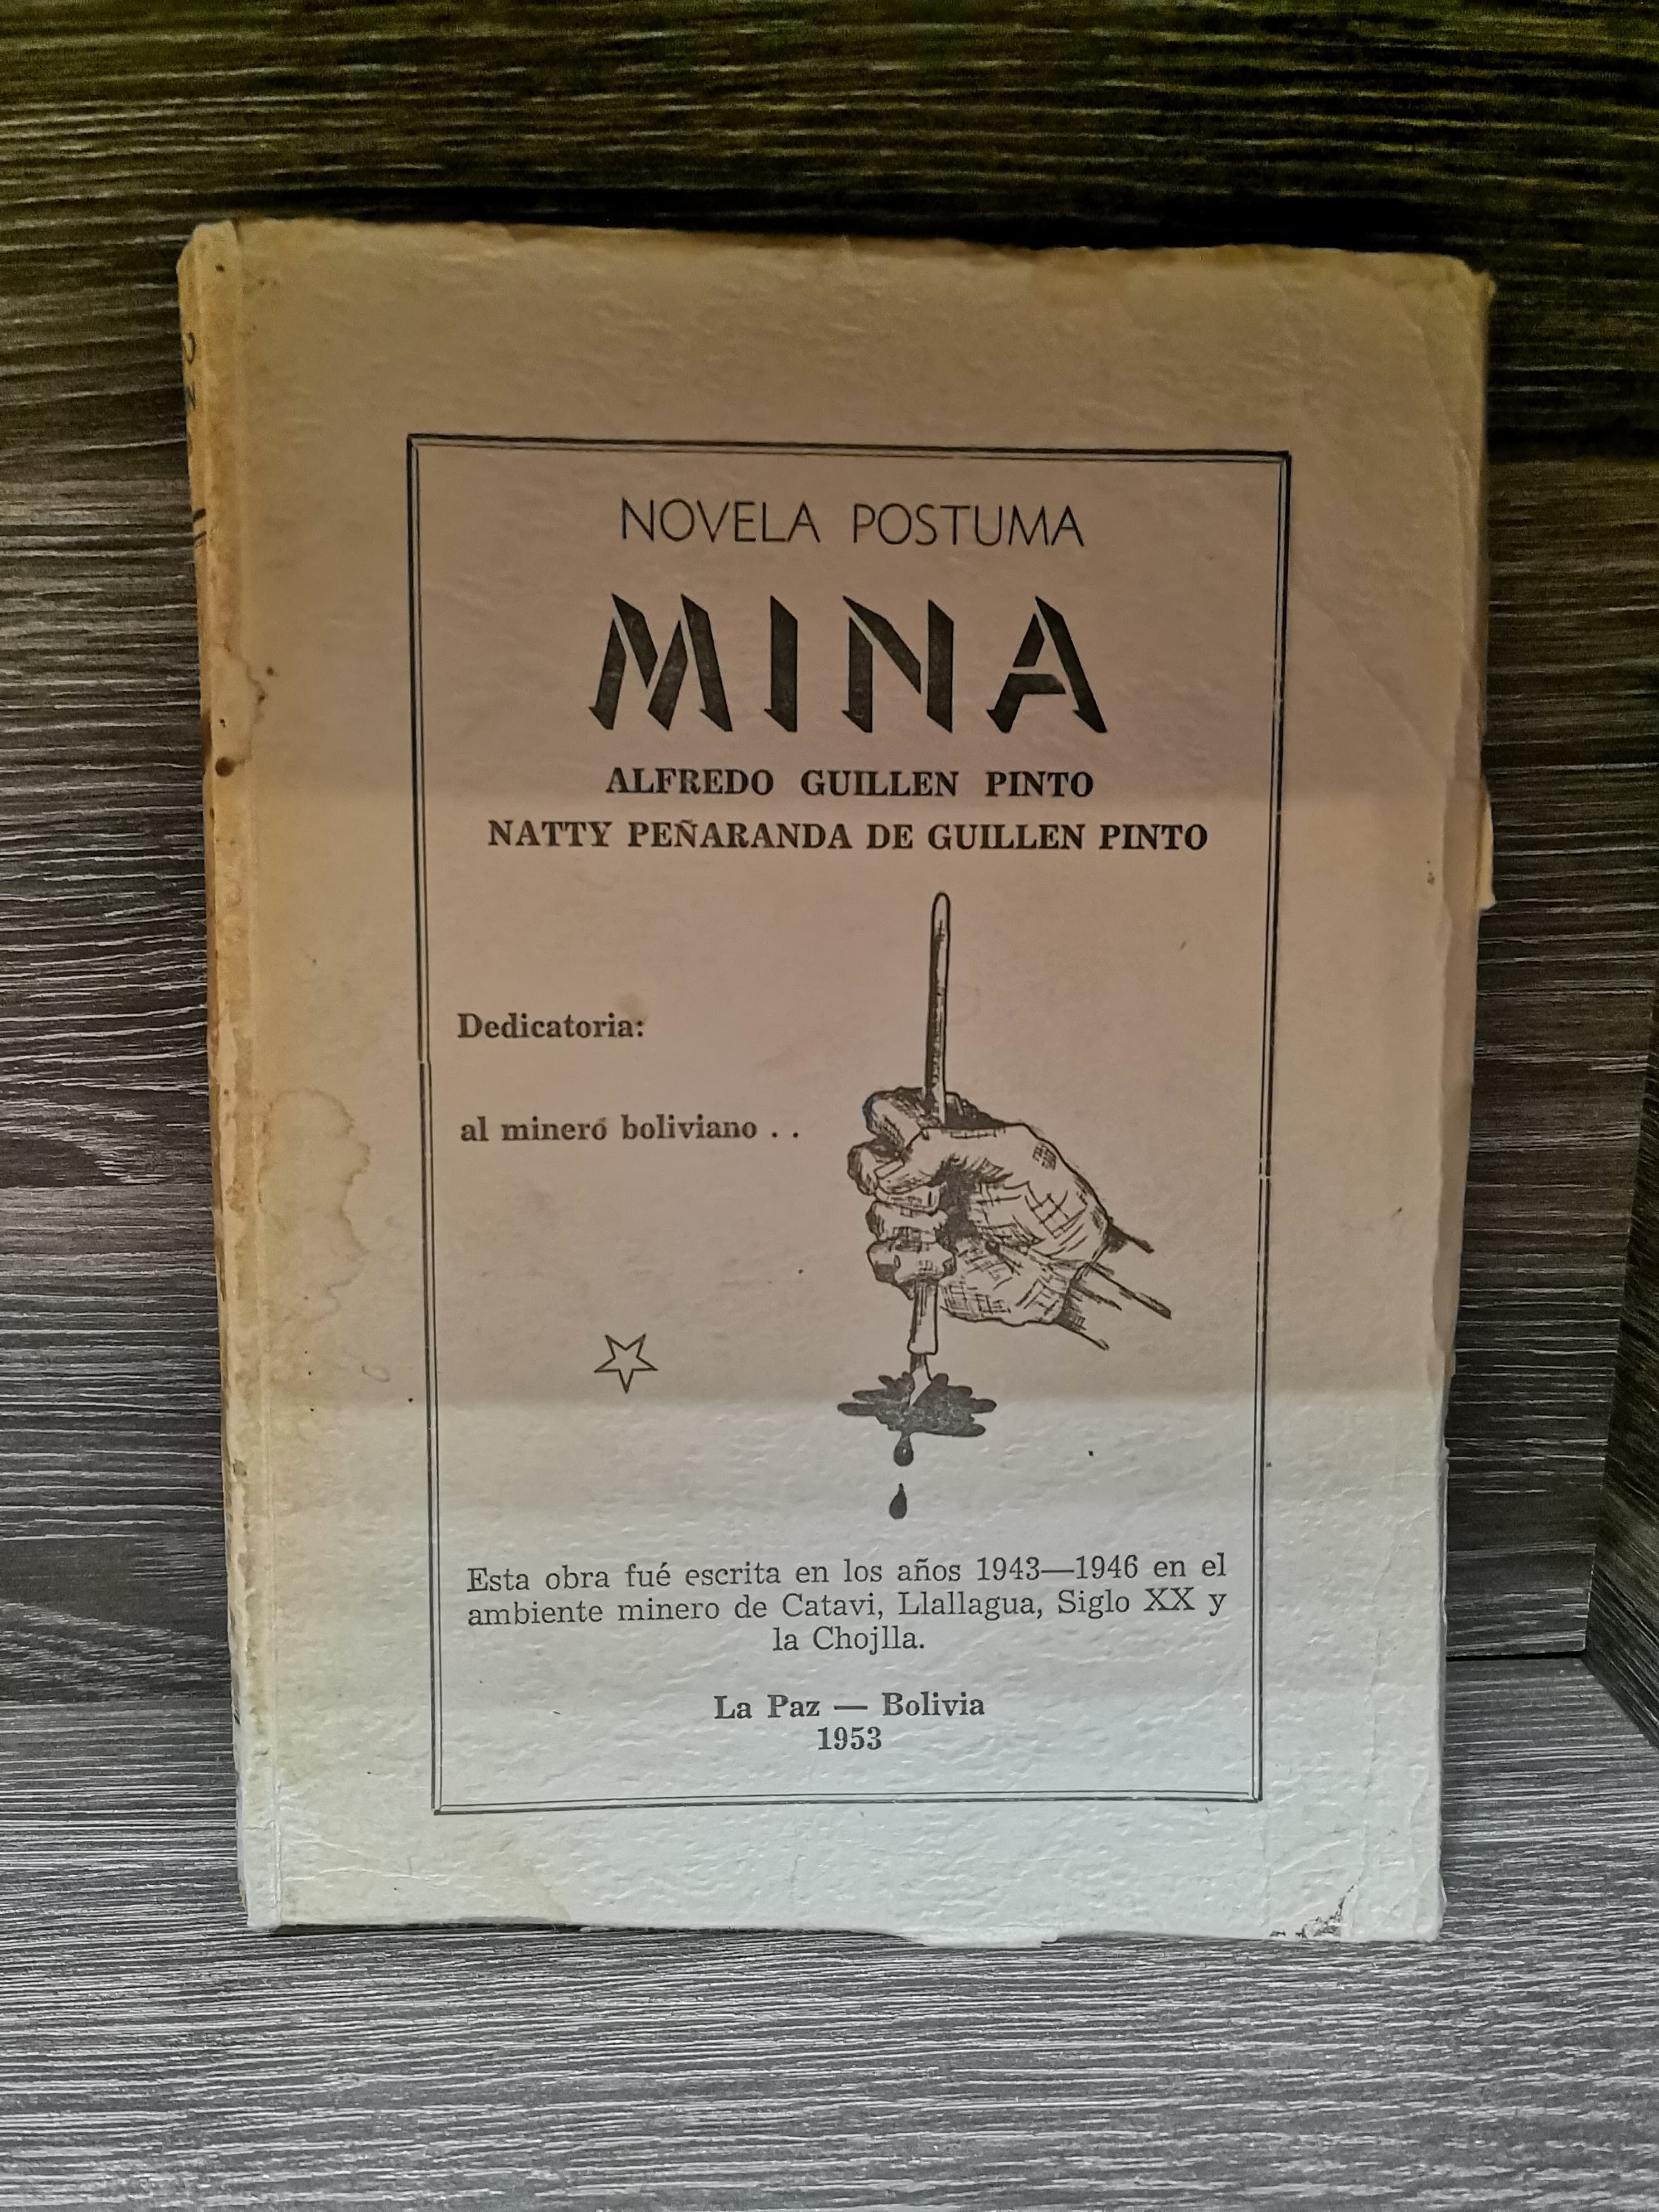 NOVELA POSTUMA
MINA
ALFREDO GUILLEN PINTO
NATTY PEÑARANDA DE GUILLEN PINTO
Dedicatoria:
al minero boliviano . .
Esta obra fué escrita en los años 1943—1946 en el
ambiente minero de Catavi, Llallagua, Siglo XX y
la Chojlla.
La Paz — Bolivia
1953